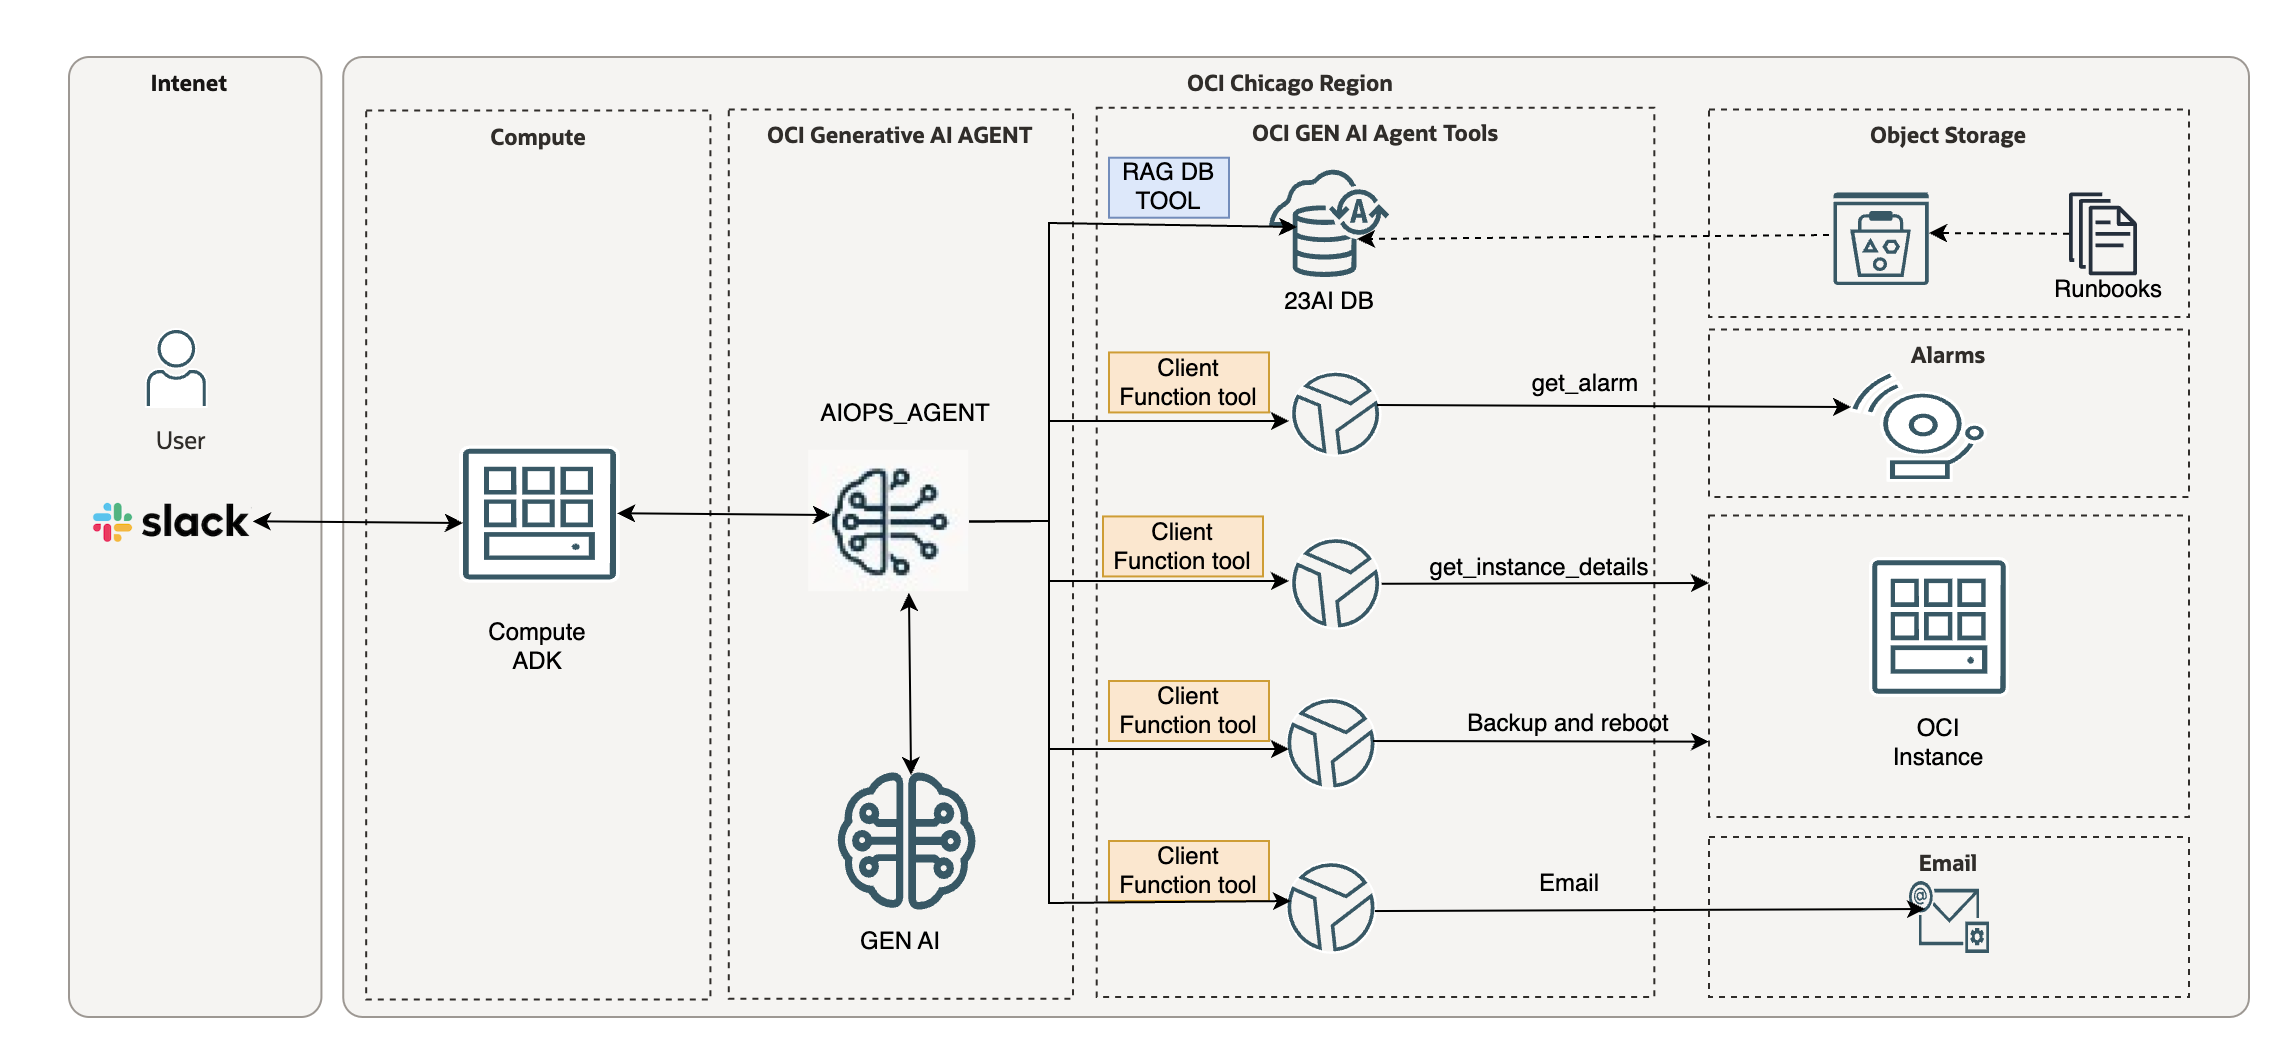 Intenet
User
slack
OCI Chicago Region
Compute
Compute
ADK
OCI Generative AI AGENT
AIOPS_AGENT
GEN AI
OCI GEN AI Agent Tools
RAG DB
TOOL
A
23AI DB
Client
Function tool
get_alarm
Client
Function tool
get_instance_details
Client
Function tool
Backup and reboot
Client
Function tool
Email
Object Storage
Runbooks
Alarms
OCI
Instance
Email
@